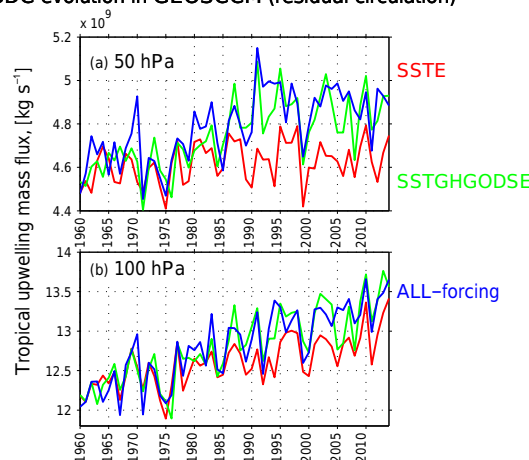 BDC evolution in GEOSCCM (residual circulation)
x 10⁹
5.2
(a) 50 hPa
5
4.8
4.6
4.4
1960 1965 1970 1975 1980 1985 1990 1995 2000 2005 2010
SSTE
SSTGHGODSE
Tropical upwelling mass flux, [kg s⁻¹]
14
(b) 100 hPa
13.5
13
12.5
12
1960 1965 1970 1975 1980 1985 1990 1995 2000 2005 2010
ALL−forcing